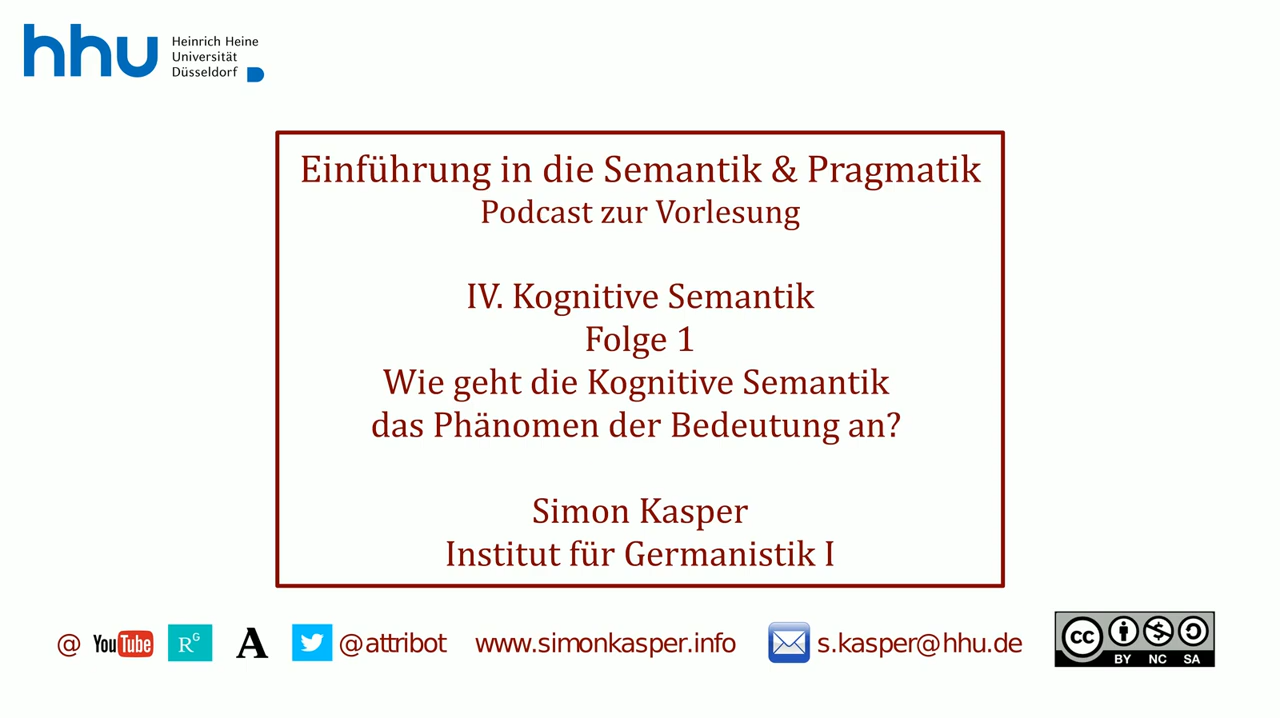 hhu Heinrich Heine
Universität
Düsseldorf
Einführung in die Semantik & Pragmatik
Podcast zur Vorlesung
IV. Kognitive Semantik
Folge 1
Wie geht die Kognitive Semantik
das Phänomen der Bedeutung an?
Simon Kasper
Institut für Germanistik I
@ YouTube RG A @attribot www.simonkasper.info s.kasper@hhu.de cc
BY NC SA